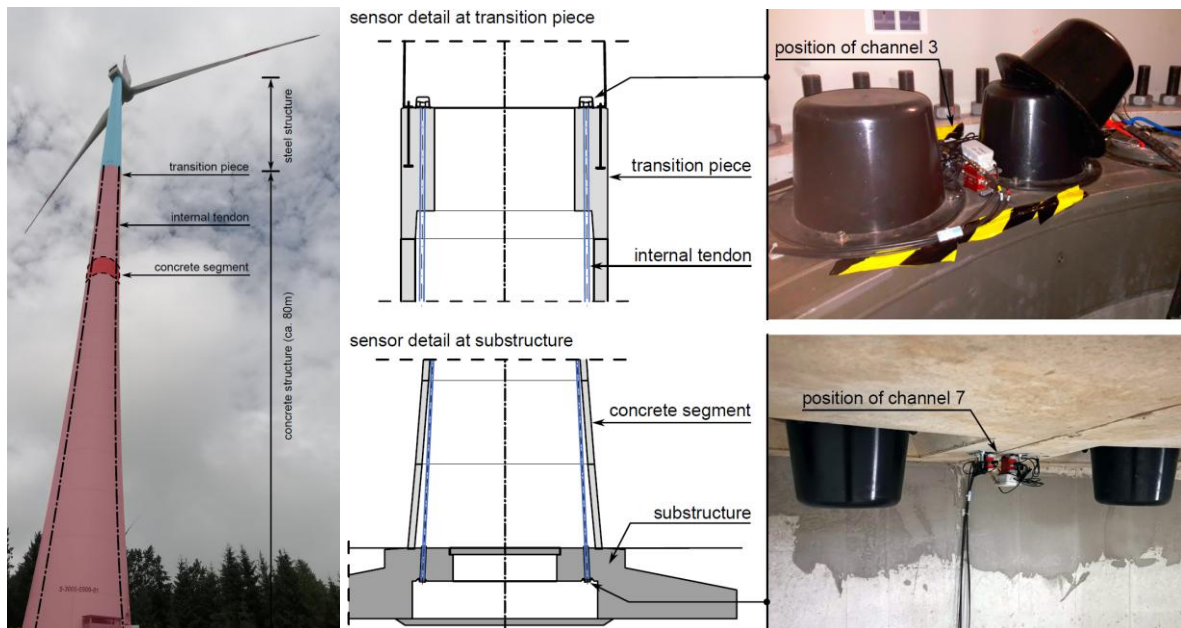 steel structure
transition piece
internal tendon
concrete segment
concrete structure (ca. 80m)
sensor detail at transition piece
transition piece
internal tendon
position of channel 3
sensor detail at substructure
concrete segment
substructure
position of channel 7